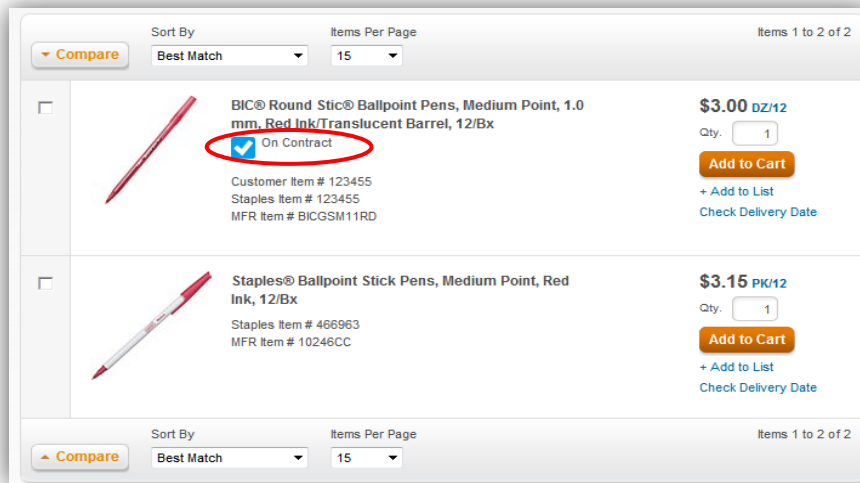 Sort By
Items Per Page
Items 1 to 2 of 2
Compare
Best Match
15
BIC® Round Stic® Ballpoint Pens, Medium Point, 1.0
mm, Red Ink/Translucent Barrel, 12/Bx
On Contract
Customer Item # 123455
Staples Item # 123455
MFR Item # BICGSM11RD
$3.00 DZ/12
Qty. 1
Add to Cart
+ Add to List
Check Delivery Date
Staples® Ballpoint Stick Pens, Medium Point, Red
Ink, 12/Bx
Staples Item # 466963
MFR Item # 10246CC
$3.15 PK/12
Qty. 1
Add to Cart
+ Add to List
Check Delivery Date
Sort By
Items Per Page
Items 1 to 2 of 2
Compare
Best Match
15